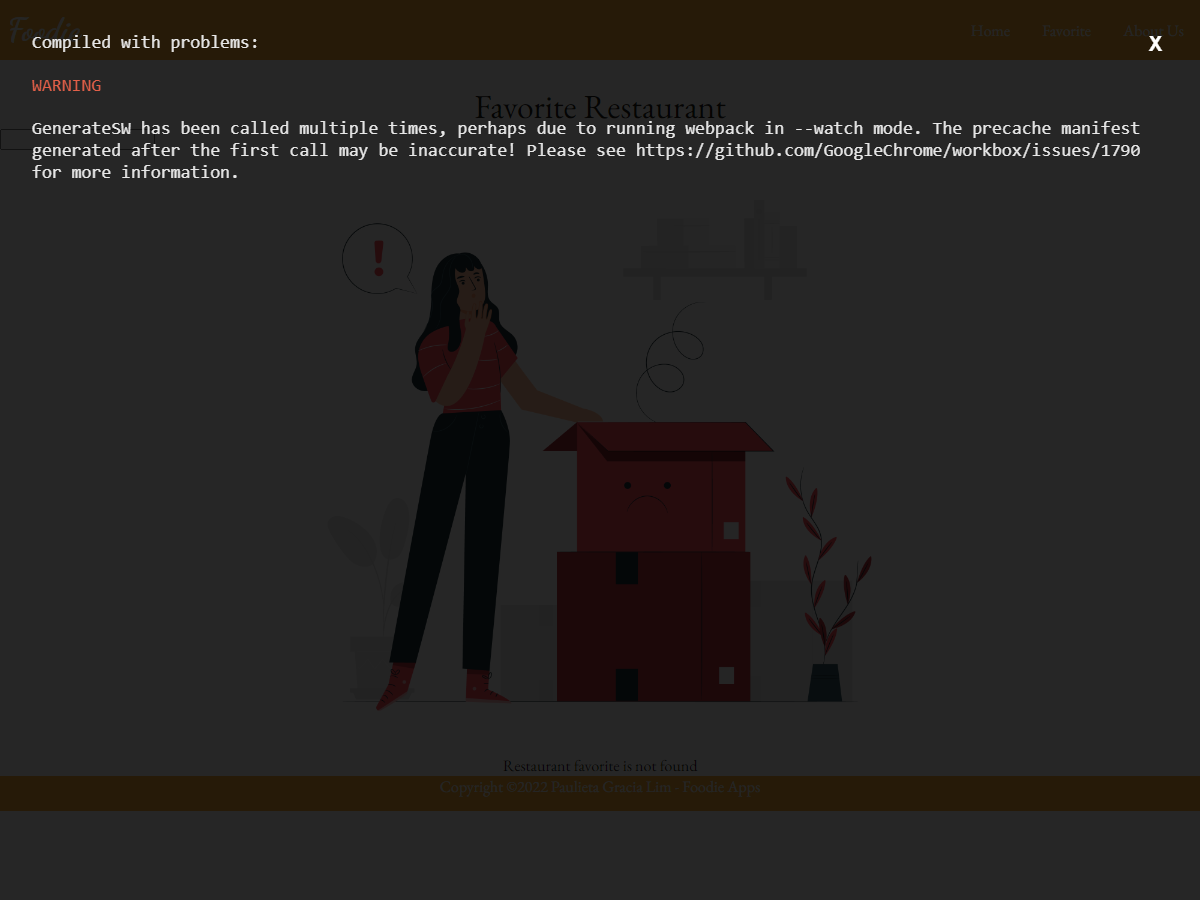 Foodie
Home Favorite About Us
Compiled with problems:
X
WARNING
Favorite Restaurant
GenerateSW has been called multiple times, perhaps due to running webpack in --watch mode. The precache manifest
generated after the first call may be inaccurate! Please see https://github.com/GoogleChrome/workbox/issues/1790
for more information.
!
Restaurant favorite is not found
Copyright ©2022 Paulieta Gracia Lim - Foodie Apps